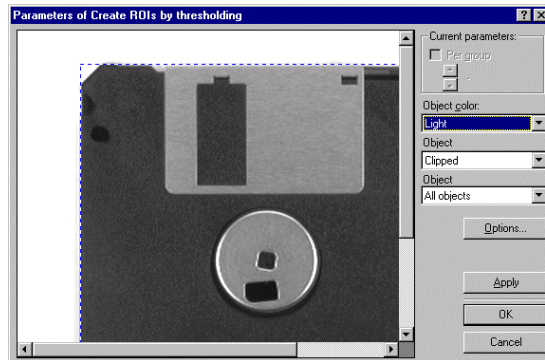 Parameters of Create ROIs by thresholding
Current parameters:
Per group
-
Object color:
Light
Object
Clipped
Object
All objects
Options...
Apply
OK
Cancel